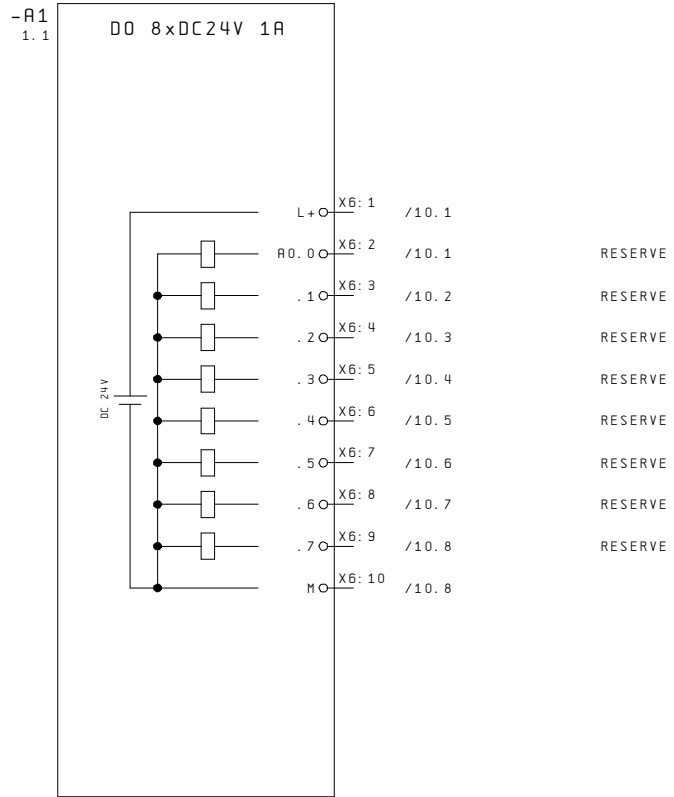 -A1
1.1
DO 8xDC24V 1A
L+ X6:1 /10.1
A0.0 X6:2 /10.1 RESERVE
.1 X6:3 /10.2 RESERVE
.2 X6:4 /10.3 RESERVE
.3 X6:5 /10.4 RESERVE
DC 24V
.4 X6:6 /10.5 RESERVE
.5 X6:7 /10.6 RESERVE
.6 X6:8 /10.7 RESERVE
.7 X6:9 /10.8 RESERVE
M X6:10 /10.8